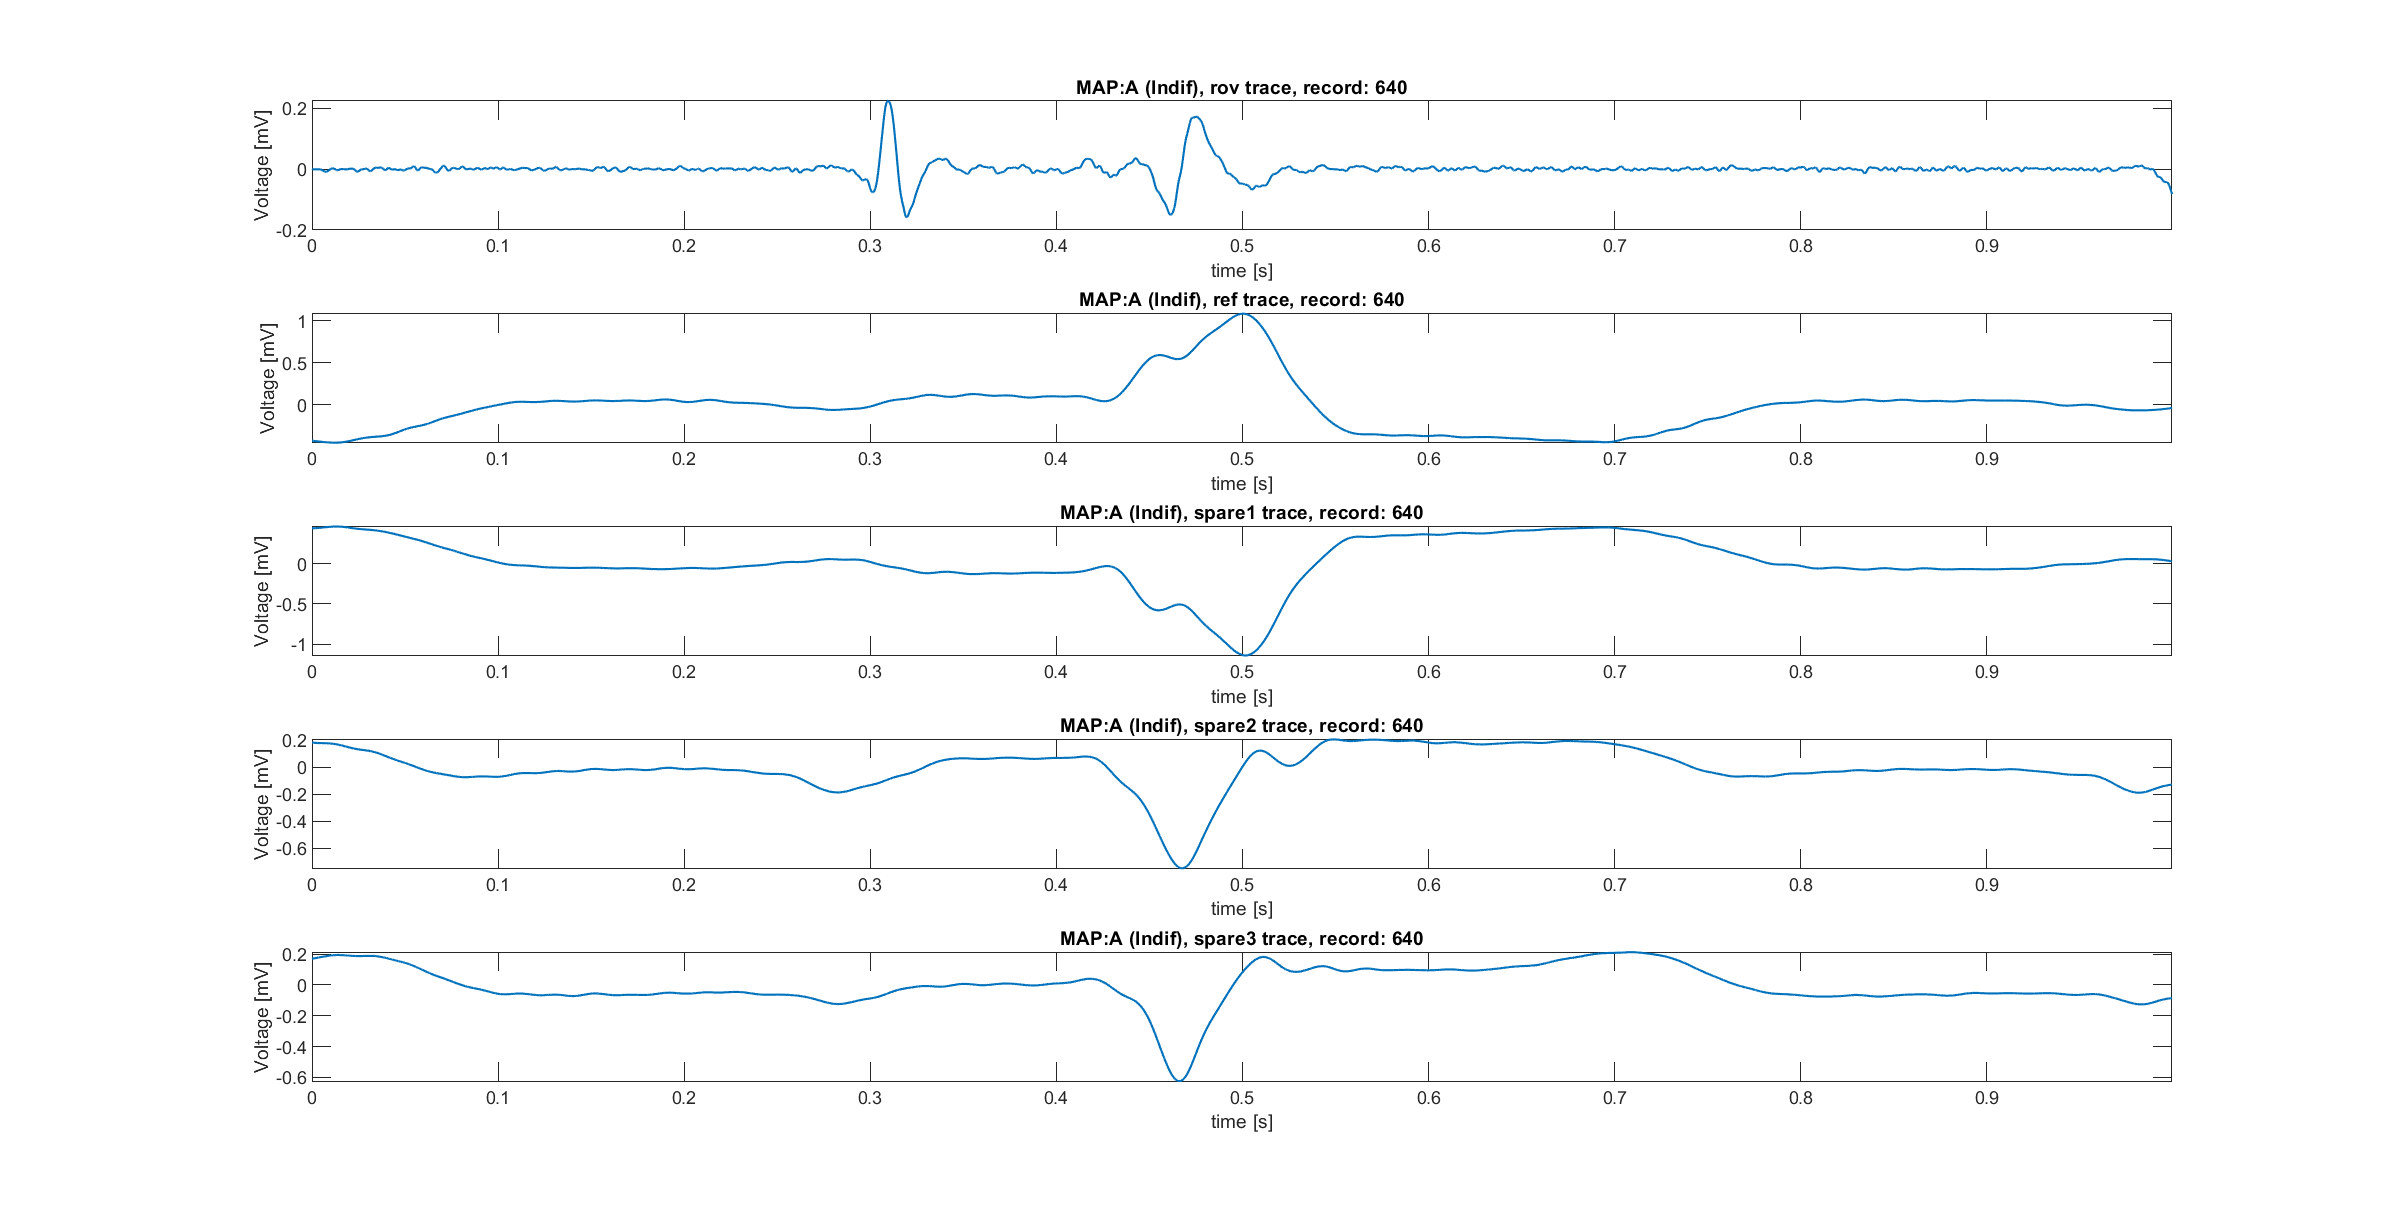 MAP:A (Indif), rov trace, record: 640
Voltage [mV]
0.2
0
-0.2
0 0.1 0.2 0.3 0.4 0.5 0.6 0.7 0.8 0.9
time [s]
MAP:A (Indif), ref trace, record: 640
Voltage [mV]
1
0.5
0
0 0.1 0.2 0.3 0.4 0.5 0.6 0.7 0.8 0.9
time [s]
MAP:A (Indif), spare1 trace, record: 640
Voltage [mV]
0
-0.5
-1
0 0.1 0.2 0.3 0.4 0.5 0.6 0.7 0.8 0.9
time [s]
MAP:A (Indif), spare2 trace, record: 640
Voltage [mV]
0.2
0
-0.2
-0.4
-0.6
0 0.1 0.2 0.3 0.4 0.5 0.6 0.7 0.8 0.9
time [s]
MAP:A (Indif), spare3 trace, record: 640
Voltage [mV]
0.2
0
-0.2
-0.4
-0.6
0 0.1 0.2 0.3 0.4 0.5 0.6 0.7 0.8 0.9
time [s]